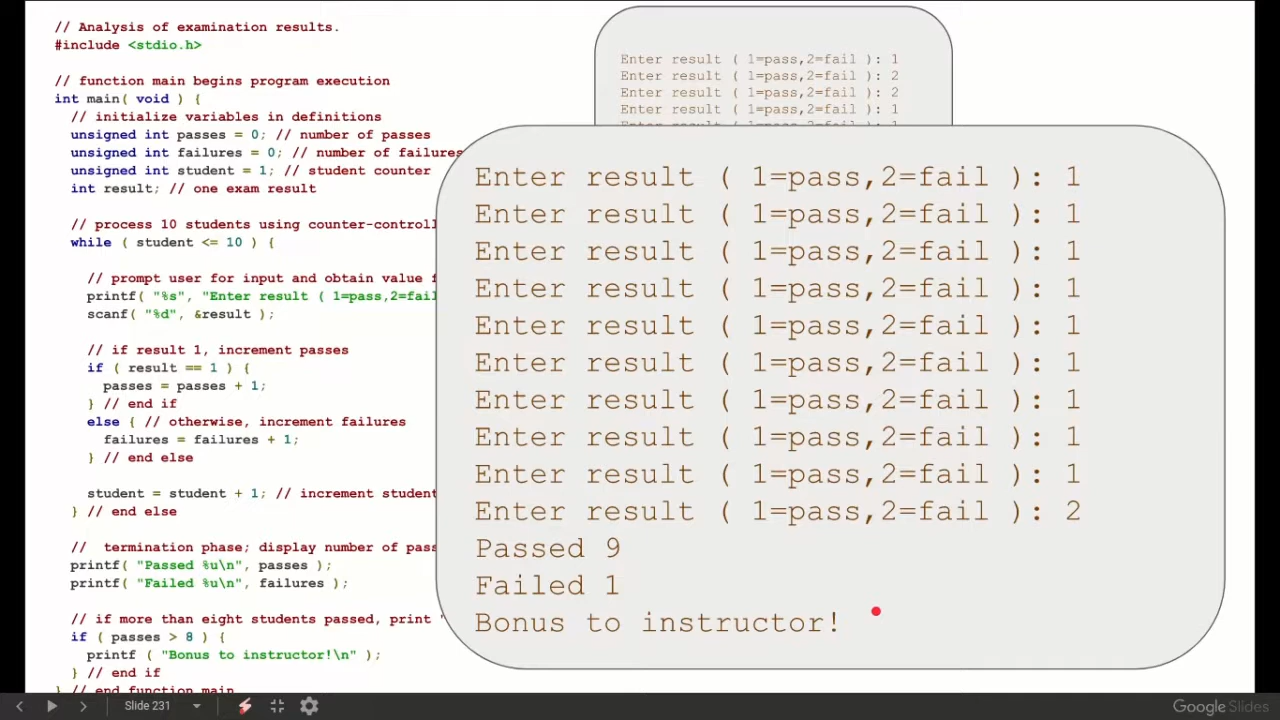 // Analysis of examination results.
#include <stdio.h>
// function main begins program execution
int main( void ) {
// initialize variables in definitions
unsigned int passes = 0; // number of passes
unsigned int failures = 0; // number of failures
unsigned int student = 1; // student counter
int result; // one exam result
// process 10 students using counter-controll
while ( student <= 10 ) {
// prompt user for input and obtain value f
printf( "%s", "Enter result ( 1=pass,2=fail
scanf( "%d", &result );
// if result 1, increment passes
if ( result == 1 ) {
passes = passes + 1;
} // end if
else { // otherwise, increment failures
failures = failures + 1;
} // end else
student = student + 1; // increment student
} // end else
// termination phase; display number of pass
printf( "Passed %u\n", passes );
printf( "Failed %u\n", failures );
// if more than eight students passed, print "
if ( passes > 8 ) {
printf ( "Bonus to instructor!\n" );
} // end if
} // end function main
Enter result ( 1=pass,2=fail ): 1
Enter result ( 1=pass,2=fail ): 2
Enter result ( 1=pass,2=fail ): 2
Enter result ( 1=pass,2=fail ): 1
Enter result ( 1=pass,2=fail ): 1
Enter result ( 1=pass,2=fail ): 1
Enter result ( 1=pass,2=fail ): 1
Enter result ( 1=pass,2=fail ): 1
Enter result ( 1=pass,2=fail ): 1
Enter result ( 1=pass,2=fail ): 1
Enter result ( 1=pass,2=fail ): 1
Enter result ( 1=pass,2=fail ): 1
Enter result ( 1=pass,2=fail ): 1
Enter result ( 1=pass,2=fail ): 1
Enter result ( 1=pass,2=fail ): 2
Passed 9
Failed 1
Bonus to instructor!
Slide 231
Google Slides